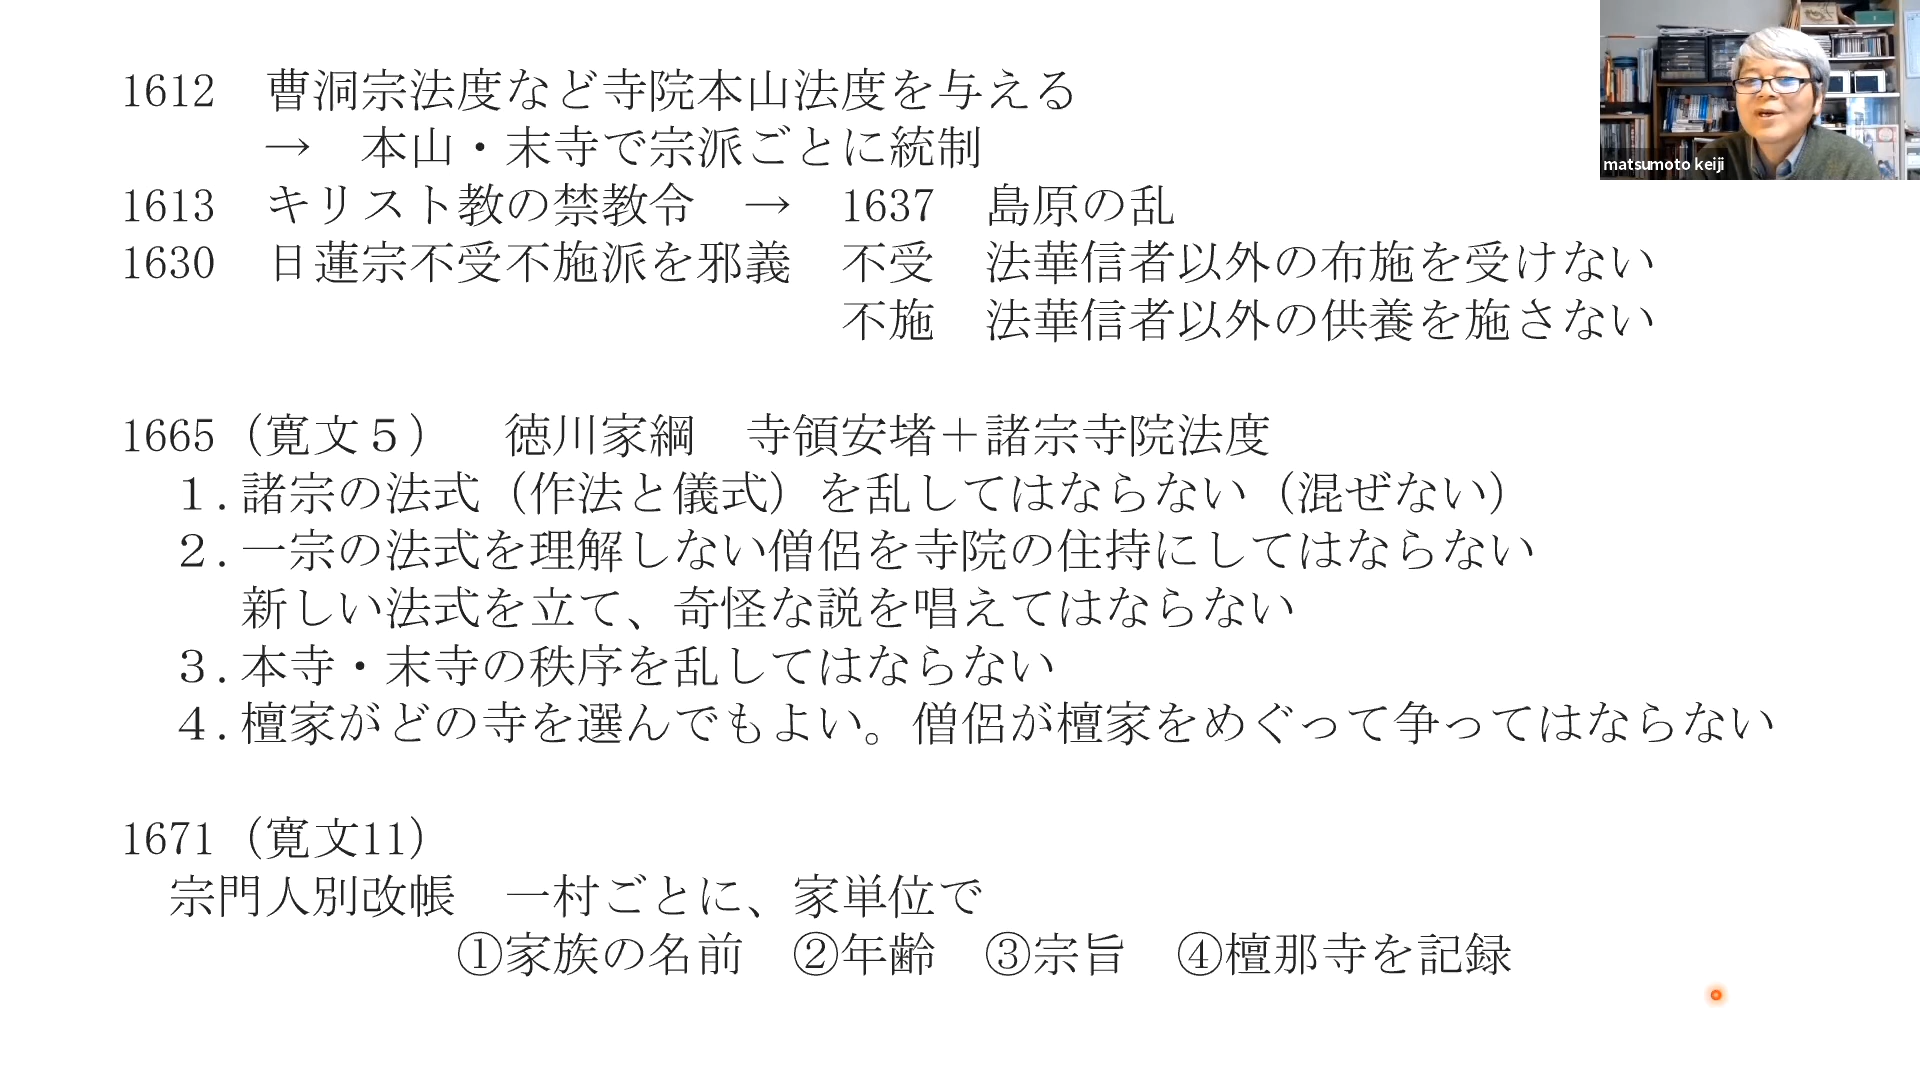 1612　曹洞宗法度など寺院本山法度を与える
→　本山・末寺で宗派ごとに統制
1613　キリスト教の禁教令　→　1637　島原の乱
1630　日蓮宗不受不施派を邪義　不受　法華信者以外の布施を受けない
不施　法華信者以外の供養を施さない
1665（寛文５）　徳川家綱　寺領安堵＋諸宗寺院法度
１. 諸宗の法式（作法と儀式）を乱してはならない（混ぜない）
２. 一宗の法式を理解しない僧侶を寺院の住持にしてはならない
新しい法式を立て、奇怪な説を唱えてはならない
３. 本寺・末寺の秩序を乱してはならない
４. 檀家がどの寺を選んでもよい。僧侶が檀家をめぐって争ってはならない
1671（寛文11）
宗門人別改帳　一村ごとに、家単位で
①家族の名前　②年齢　③宗旨　④檀那寺を記録
matsumoto keiji